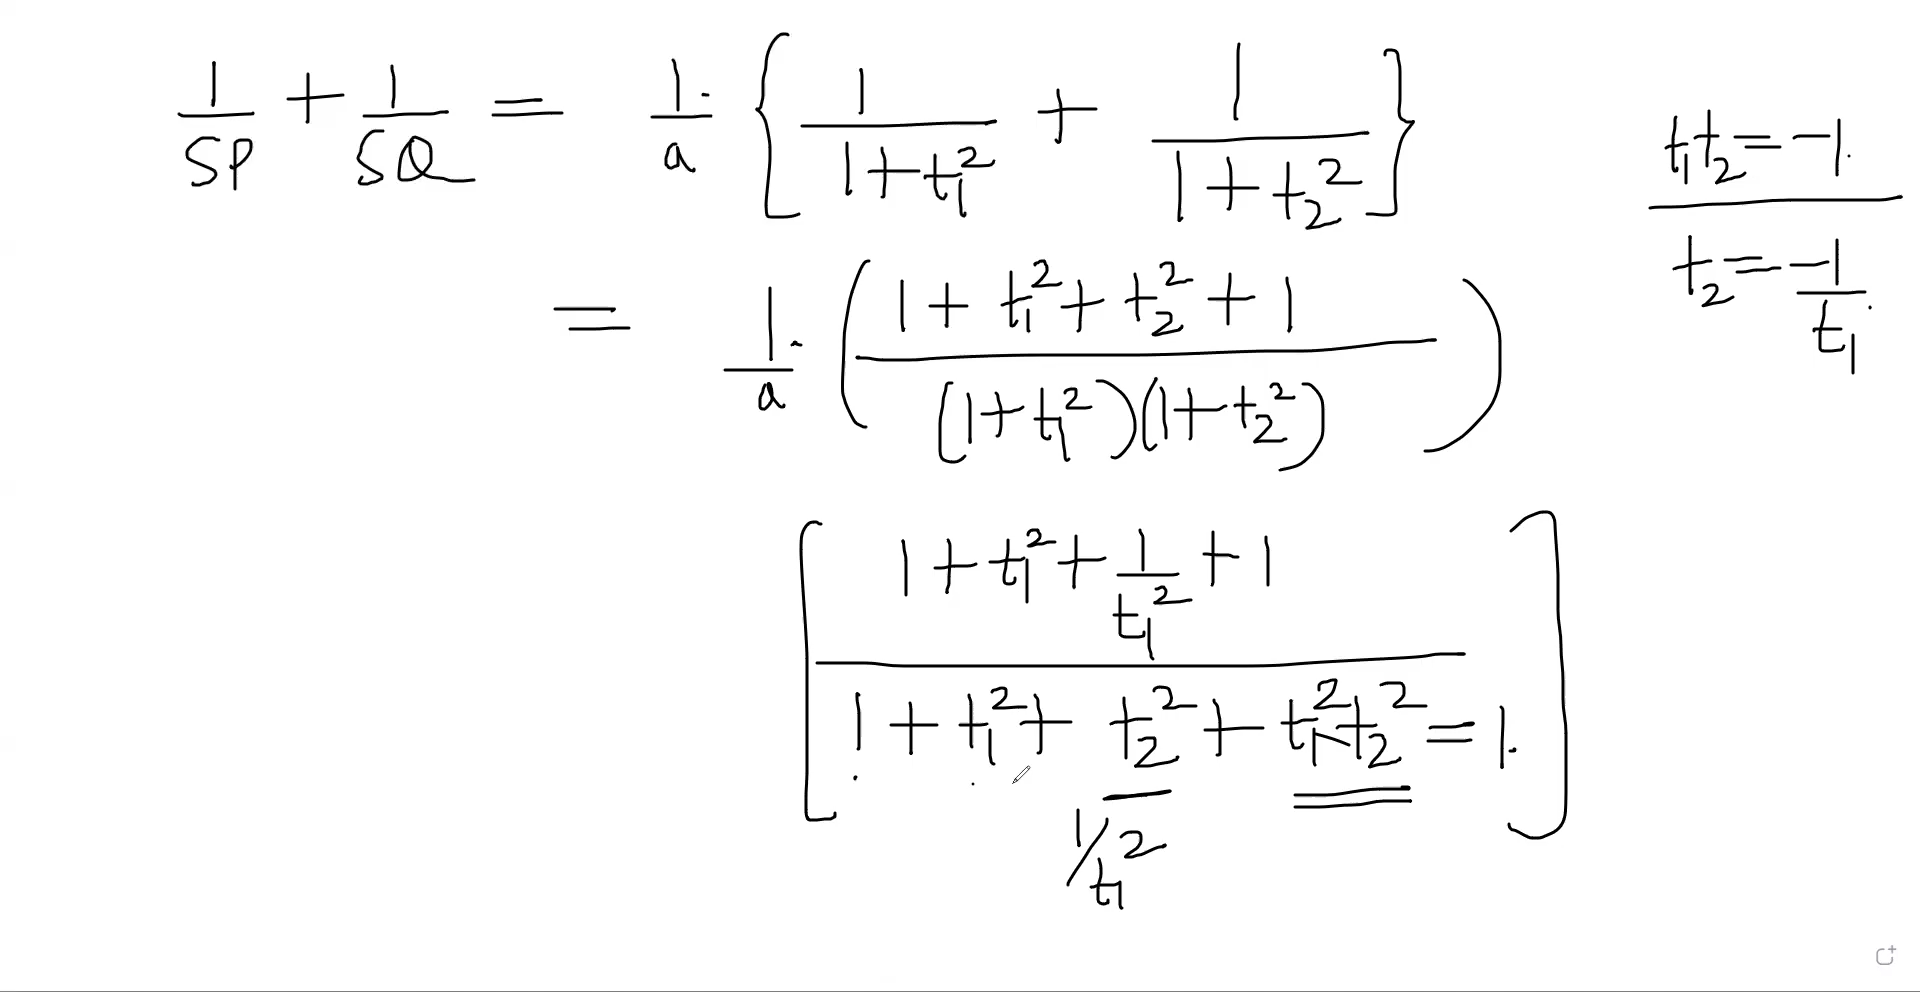 1/SP + 1/SQ = 1/a · { 1/(1+t₁²) + 1/(1+t₂²) }
t₁t₂ = -1.
t₂ = -1/t₁.
= 1/a · ( (1 + t₁² + t₂² + 1) / ((1+t₁²)(1+t₂²)) )
[ (1 + t₁² + 1/t₁² + 1) / (1 + t₁² + t₂² + t₁²t₂² = 1.) ]
1/t₁²